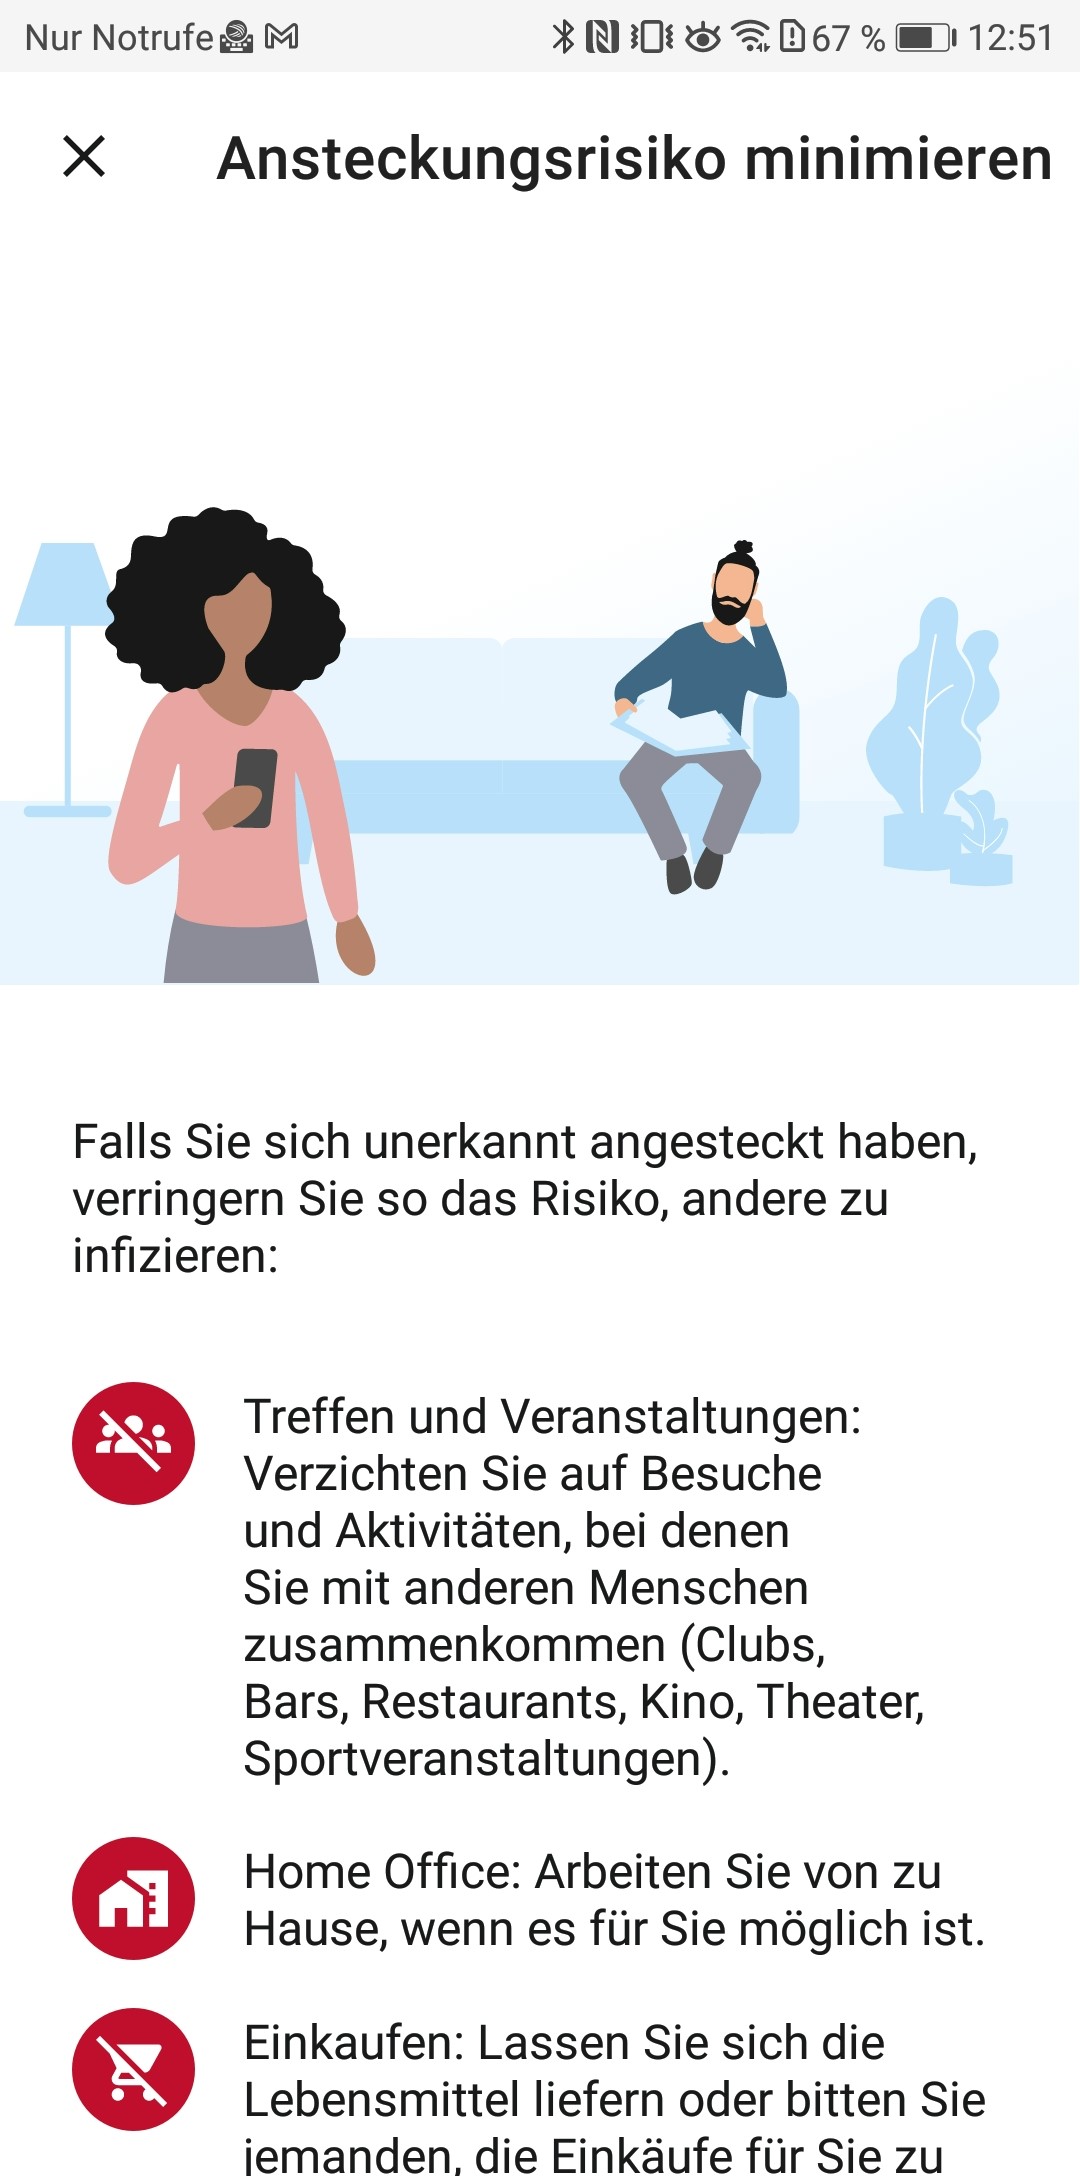 Nur Notrufe 67 % 12:51
Ansteckungsrisiko minimieren
Falls Sie sich unerkannt angesteckt haben,
verringern Sie so das Risiko, andere zu
infizieren:
Treffen und Veranstaltungen:
Verzichten Sie auf Besuche
und Aktivitäten, bei denen
Sie mit anderen Menschen
zusammenkommen (Clubs,
Bars, Restaurants, Kino, Theater,
Sportveranstaltungen).
Home Office: Arbeiten Sie von zu
Hause, wenn es für Sie möglich ist.
Einkaufen: Lassen Sie sich die
Lebensmittel liefern oder bitten Sie
jemanden, die Einkäufe für Sie zu